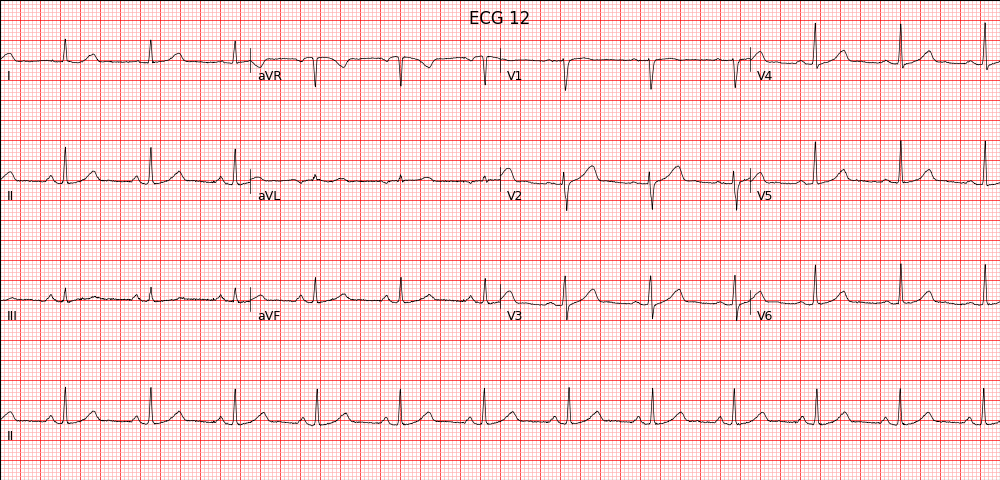 ECG 12
I aVR V1 V4
II aVL V2 V5
III aVF V3 V6
II